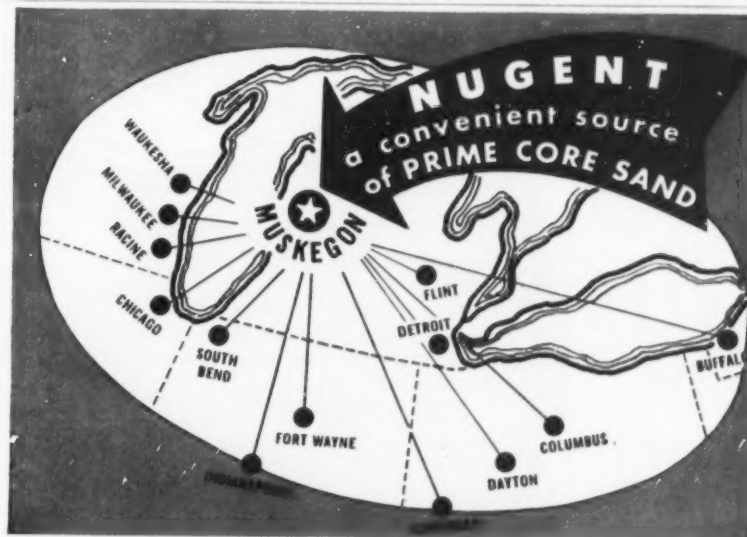 NUGENT
a convenient source
of PRIME CORE SAND
WAUKESHA
MILWAUKEE
RACINE
CHICAGO
SOUTH
BEND
MUSKEGON
FLINT
DETROIT
BUFFAL
FORT WAYNE
COLUMBUS
DAYTON